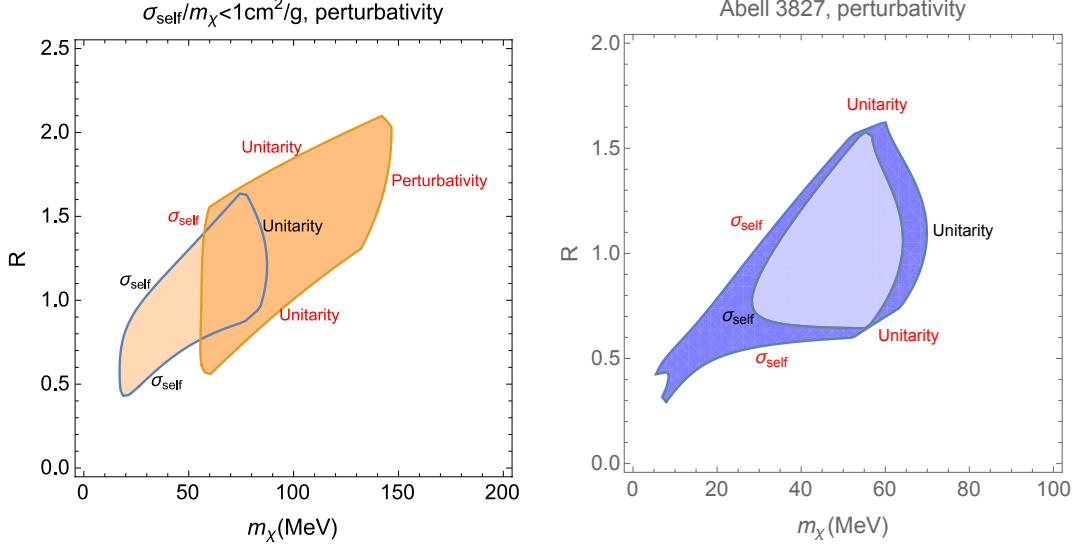 σself/mχ<1cm²/g, perturbativity
2.5
2.0
1.5
1.0
0.5
0.0
R
Unitarity
Perturbativity
σself
Unitarity
σself
Unitarity
σself
0
50
100
150
200
mχ(MeV)
Abell 3827, perturbativity
2.0
1.5
1.0
0.5
0.0
R
Unitarity
σself
Unitarity
σself
Unitarity
σself
0
20
40
60
80
100
mχ(MeV)